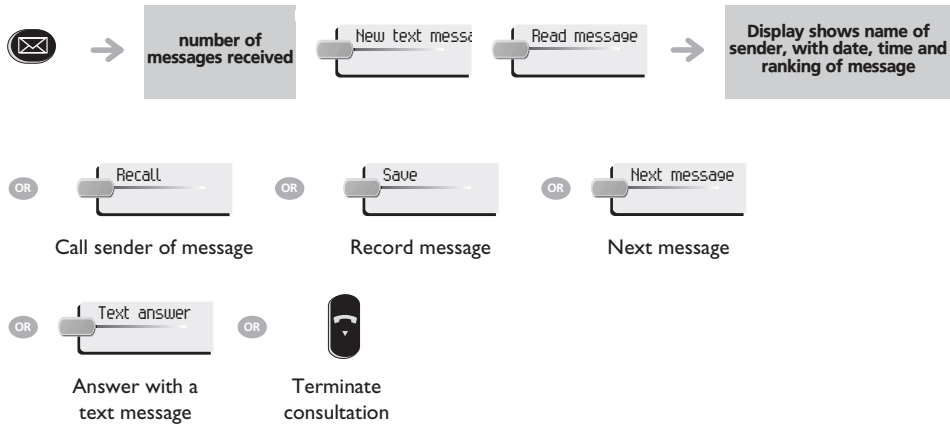 number of
messages received
New text messa
Read message
Display shows name of
sender, with date, time and
ranking of message
OR
Recall
OR
Save
OR
Next message
Call sender of message
Record message
Next message
OR
Text answer
OR
Answer with a
text message
Terminate
consultation